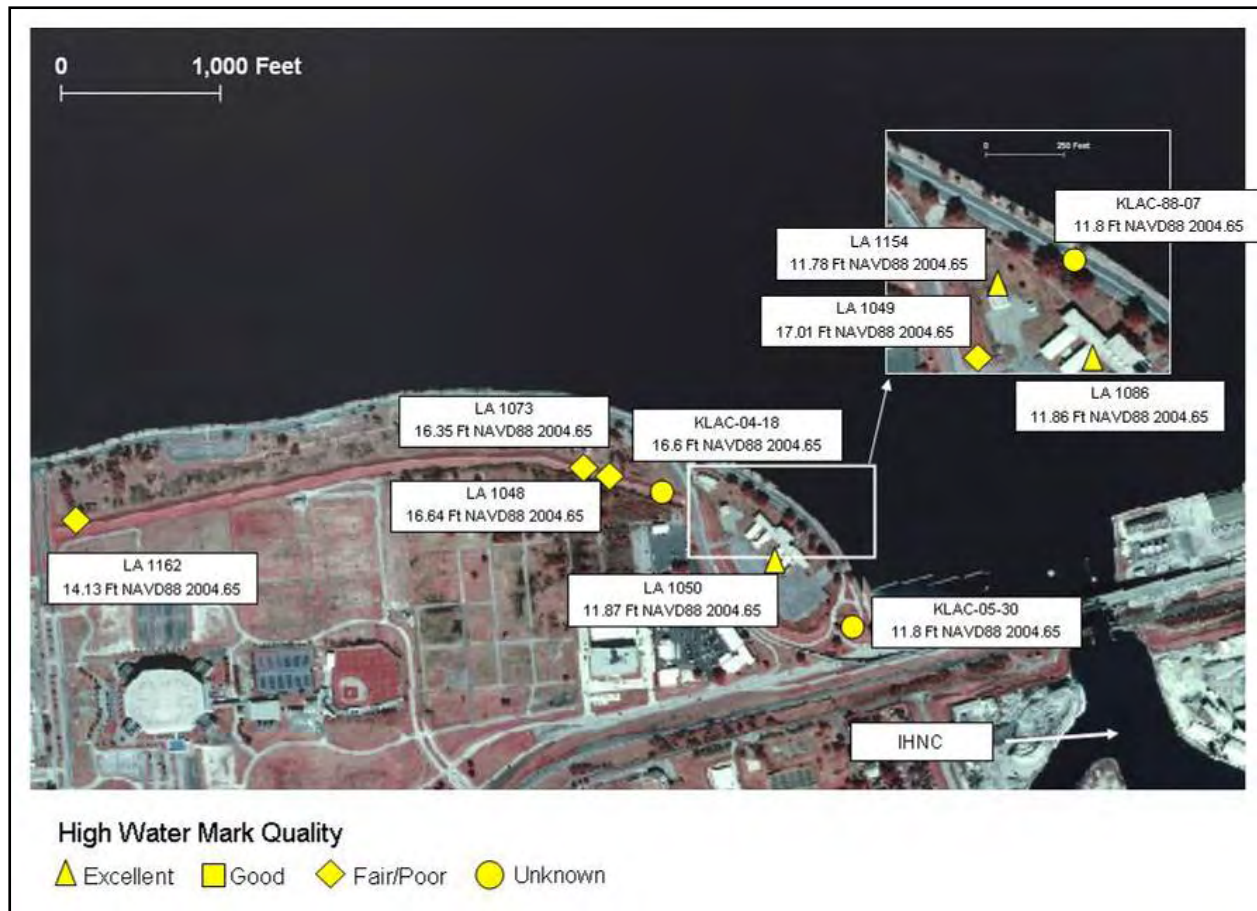 0 1,000 Feet
0 250 Feet
KLAC-88-07
11.8 Ft NAVD88 2004.65
LA 1154
11.78 Ft NAVD88 2004.65
LA 1049
17.01 Ft NAVD88 2004.65
LA 1086
11.86 Ft NAVD88 2004.65
LA 1073
16.35 Ft NAVD88 2004.65
KLAC-04-18
16.6 Ft NAVD88 2004.65
LA 1048
16.64 Ft NAVD88 2004.65
LA 1162
14.13 Ft NAVD88 2004.65
LA 1050
11.87 Ft NAVD88 2004.65
KLAC-05-30
11.8 Ft NAVD88 2004.65
IHNC
High Water Mark Quality
Excellent Good Fair/Poor Unknown